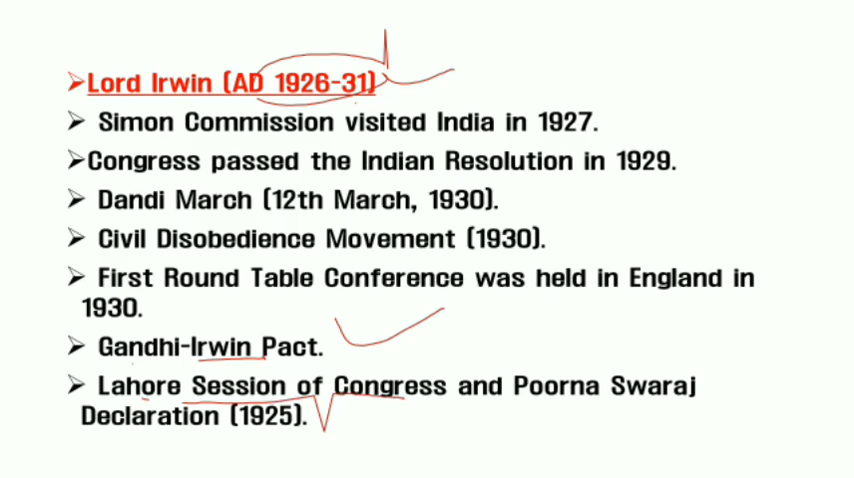 ➢Lord Irwin (AD 1926-31)
➢ Simon Commission visited India in 1927.
➢Congress passed the Indian Resolution in 1929.
➢ Dandi March (12th March, 1930).
➢ Civil Disobedience Movement (1930).
➢ First Round Table Conference was held in England in
1930.
➢ Gandhi-Irwin Pact.
➢ Lahore Session of Congress and Poorna Swaraj
Declaration (1925).